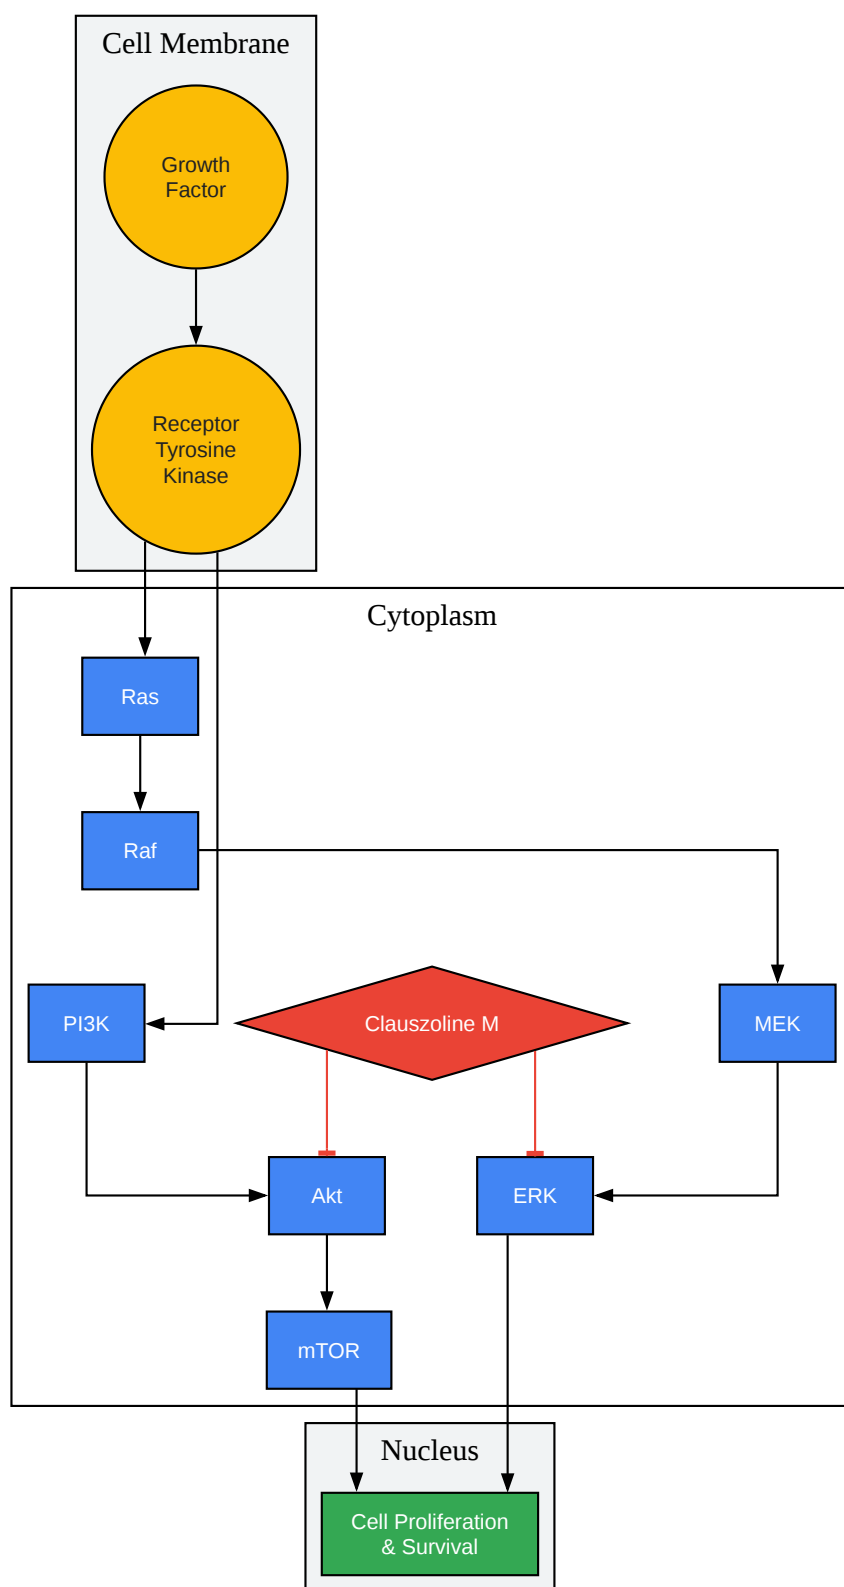 Cell Membrane
Growth
Factor
Receptor
Tyrosine
Kinase
Cytoplasm
Ras
Raf
PI3K
Clauszoline M
MEK
Akt
ERK
mTOR
Nucleus
Cell Proliferation
& Survival